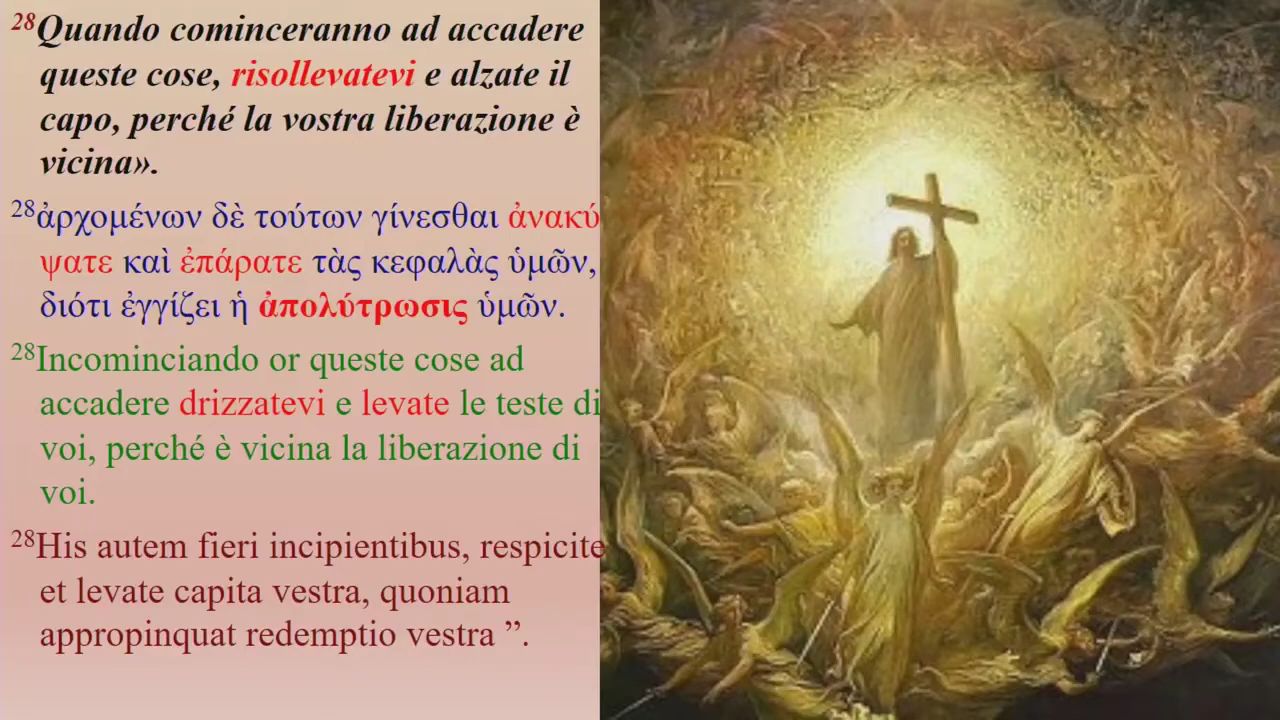 28Quando cominceranno ad accadere
queste cose, risollevatevi e alzate il
capo, perché la vostra liberazione è
vicina».
28ἀρχομένων δὲ τούτων γίνεσθαι ἀνακύ
ψατε καὶ ἐπάρατε τὰς κεφαλὰς ὑμῶν,
διότι ἐγγίζει ἡ ἀπολύτρωσις ὑμῶν.
28Incominciando or queste cose ad
accadere drizzatevi e levate le teste di
voi, perché è vicina la liberazione di
voi.
28His autem fieri incipientibus, respicite
et levate capita vestra, quoniam
appropinquat redemptio vestra ”.